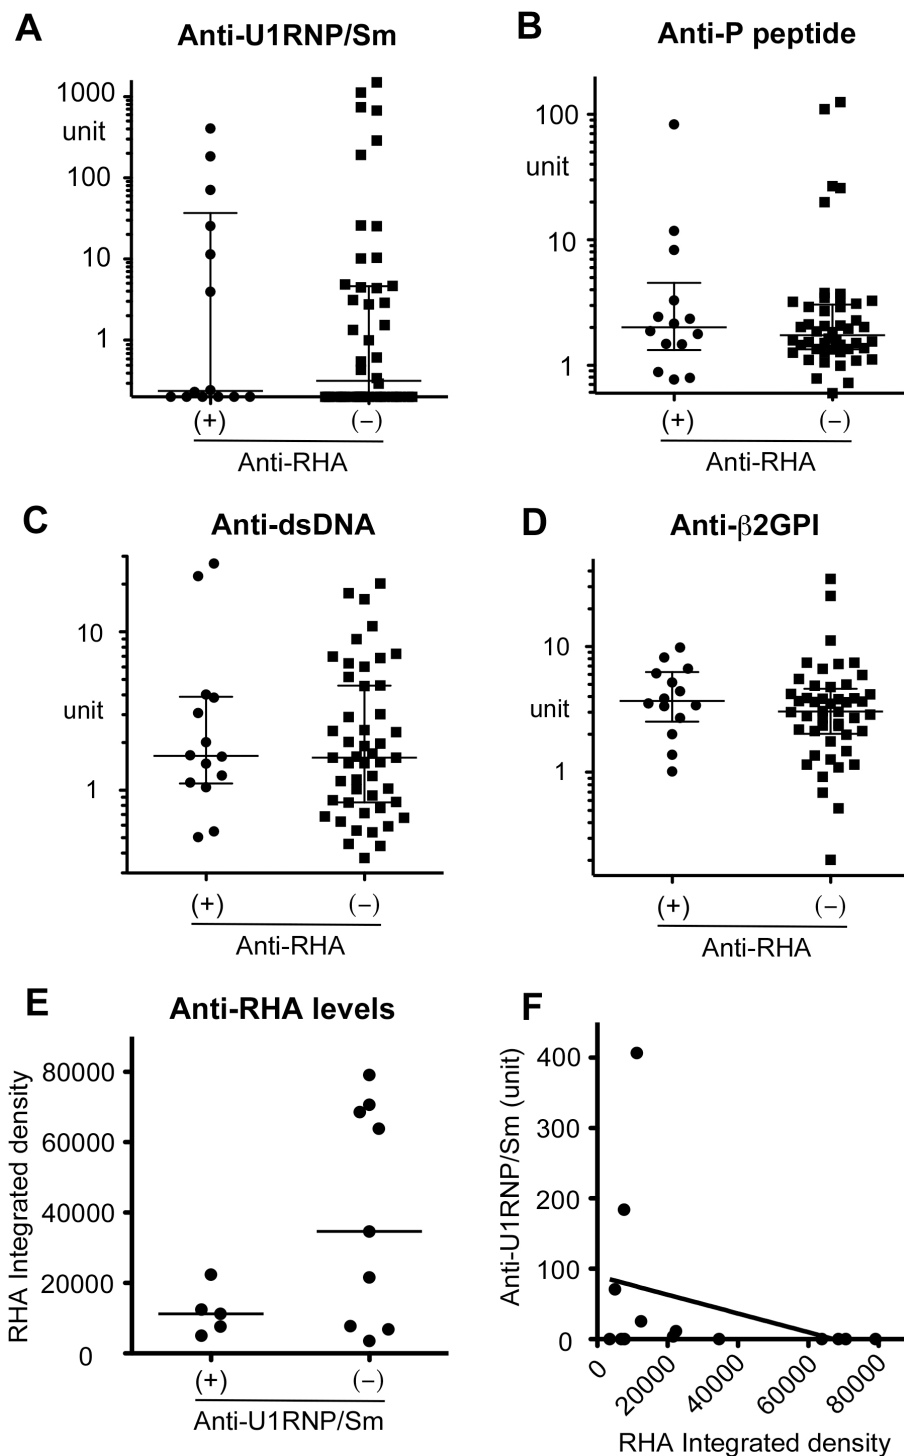 A
Anti-U1RNP/Sm
1000
unit
100
10
1
(+)
(−)
Anti-RHA
B
Anti-P peptide
100
unit
10
1
(+)
(−)
Anti-RHA
C
Anti-dsDNA
10
unit
1
(+)
(−)
Anti-RHA
D
Anti-β2GPI
10
unit
1
(+)
(−)
Anti-RHA
E
Anti-RHA levels
RHA Integrated density
80000
60000
40000
20000
0
(+)
(−)
Anti-U1RNP/Sm
F
Anti-U1RNP/Sm (unit)
400
300
200
100
0
0
20000
40000
60000
80000
RHA Integrated density